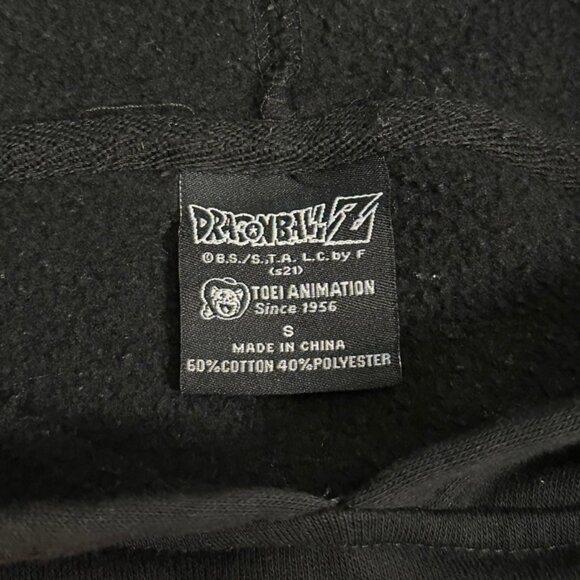 DRAGONBALL Z
©B.S./S.,T.A. L.C. by F
(s21)
TOEI ANIMATION
Since 1956
S
MADE IN CHINA
60%COTTON 40%POLYESTER